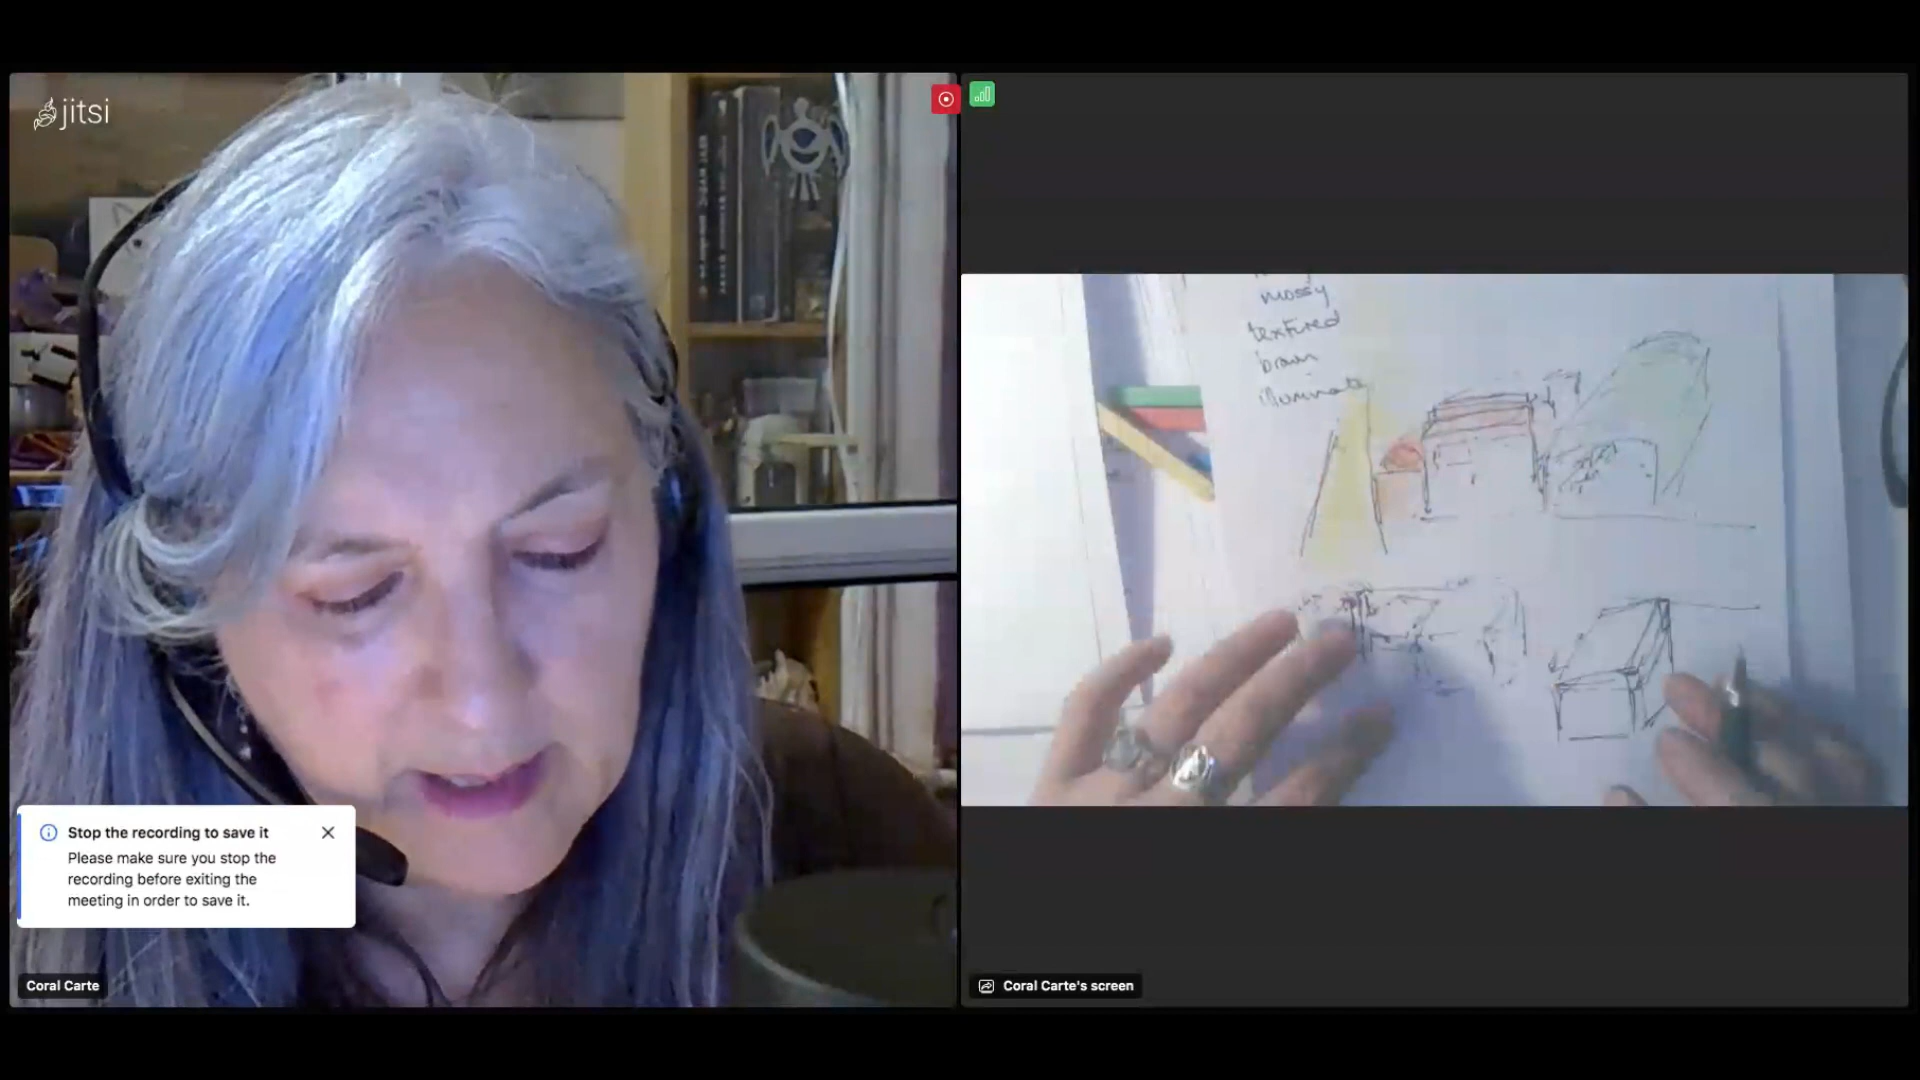 jitsi
Stop the recording to save it
Please make sure you stop the
recording before exiting the
meeting in order to save it.
Coral Carte
mossy
textured
brown
illuminate
Coral Carte's screen